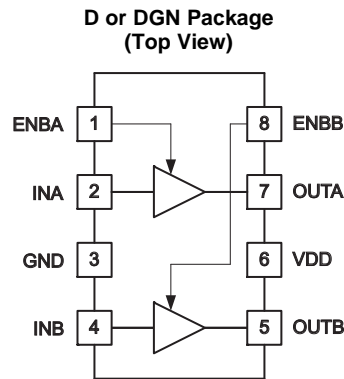 D or DGN Package
(Top View)
ENBA 1 8 ENBB
INA 2 7 OUTA
GND 3 6 VDD
INB 4 5 OUTB